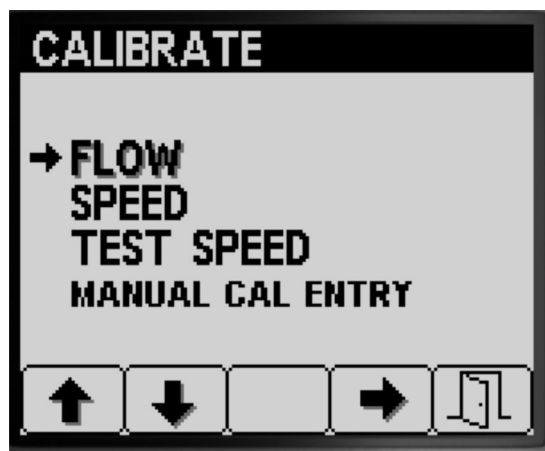 CALIBRATE
FLOW
SPEED
TEST SPEED
MANUAL CAL ENTRY